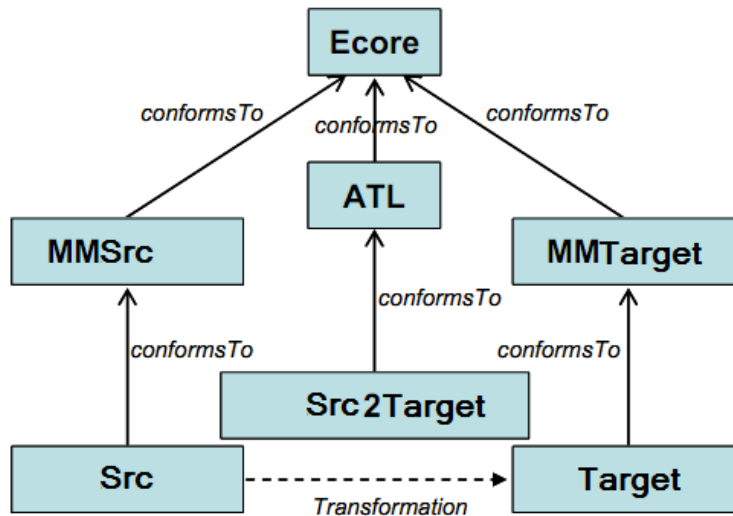 Ecore
conformsTo
conformsTo
conformsTo
ATL
MMSrc
MMTarget
conformsTo
conformsTo
conformsTo
Src2Target
Src
Target
Transformation